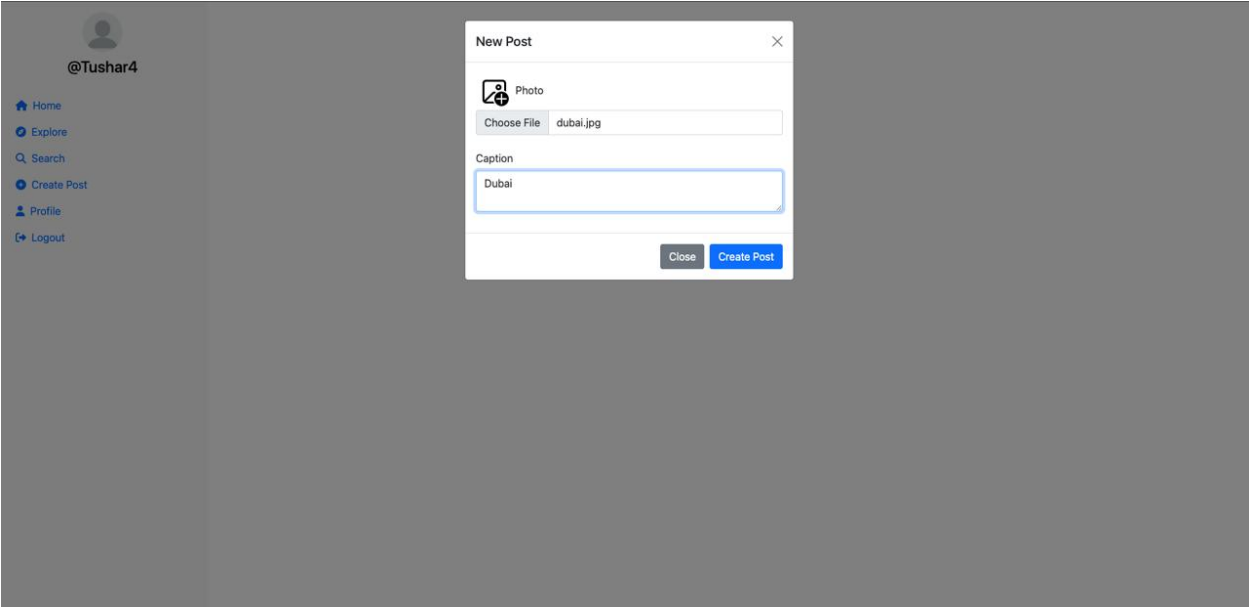 @Tushar4
Home
Explore
Search
Create Post
Profile
Logout
New Post
Photo
Choose File dubai.jpg
Caption
Dubai
Close Create Post